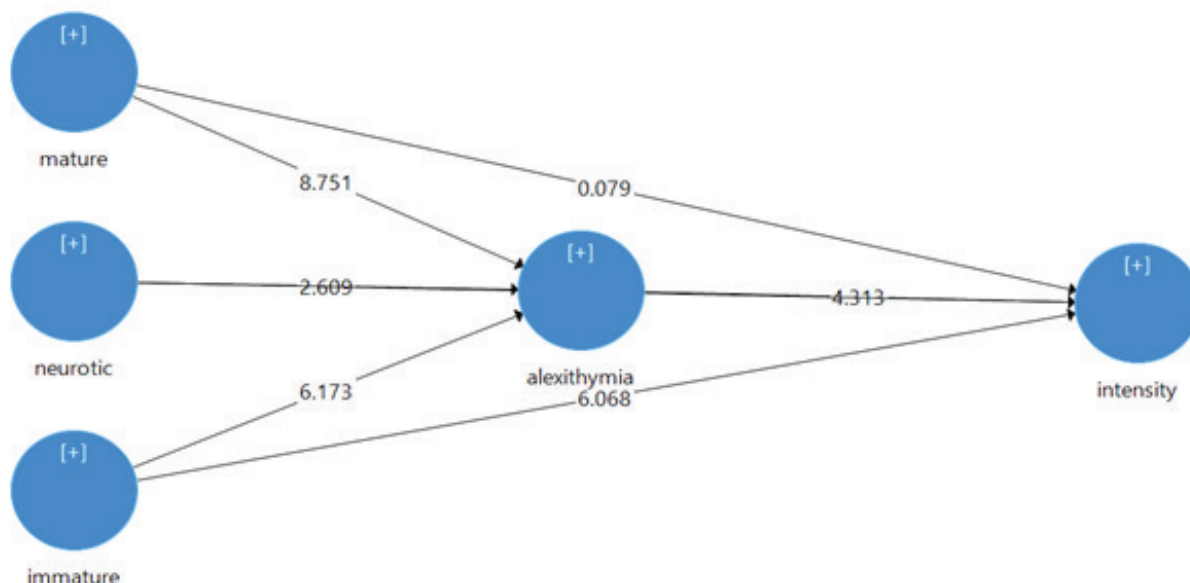 [+]
mature
8.751
0.079
[+]
neurotic
2.609
[+]
alexithymia
4.313
[+]
intensity
6.173
6.068
[+]
immature